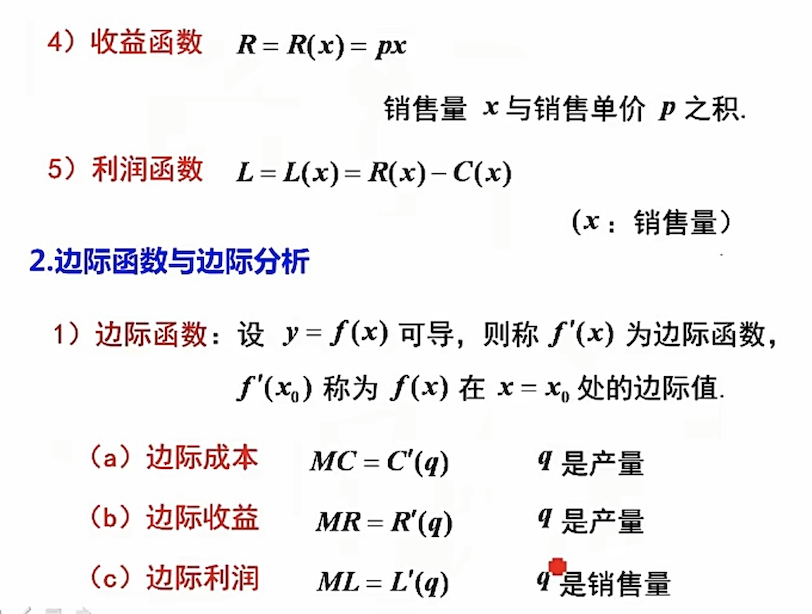 4）收益函数 R = R(x) = px
销售量 x 与销售单价 p 之积.
5）利润函数 L = L(x) = R(x) − C(x)
(x：销售量）
2.边际函数与边际分析
1）边际函数：设 y = f(x) 可导，则称 f′(x) 为边际函数，
f′(x₀) 称为 f(x) 在 x = x₀ 处的边际值.
（a）边际成本 MC = C′(q) q 是产量
（b）边际收益 MR = R′(q) q 是产量
（c）边际利润 ML = L′(q) q 是销售量